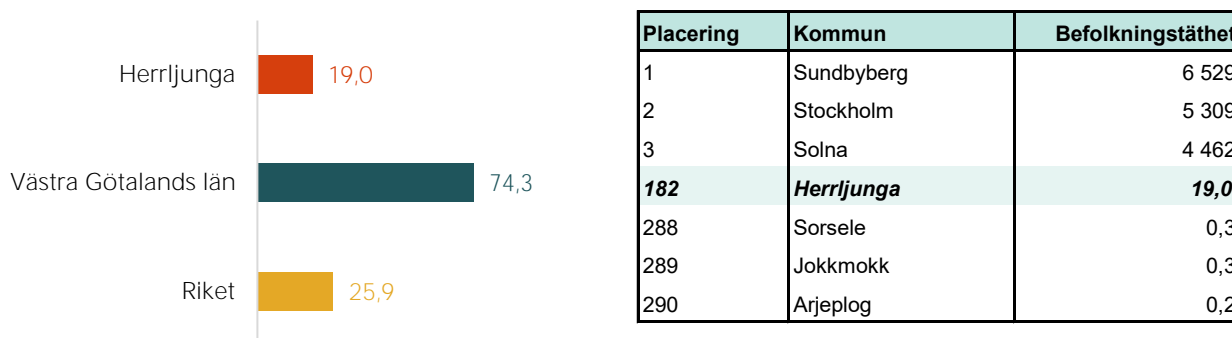 Herrljunga 19,0
Västra Götalands län 74,3
Riket 25,9
Placering Kommun Befolkningstäthet
1 Sundbyberg 6 529
2 Stockholm 5 309
3 Solna 4 462
182 Herrljunga 19,0
288 Sorsele 0,3
289 Jokkmokk 0,3
290 Arjeplog 0,2